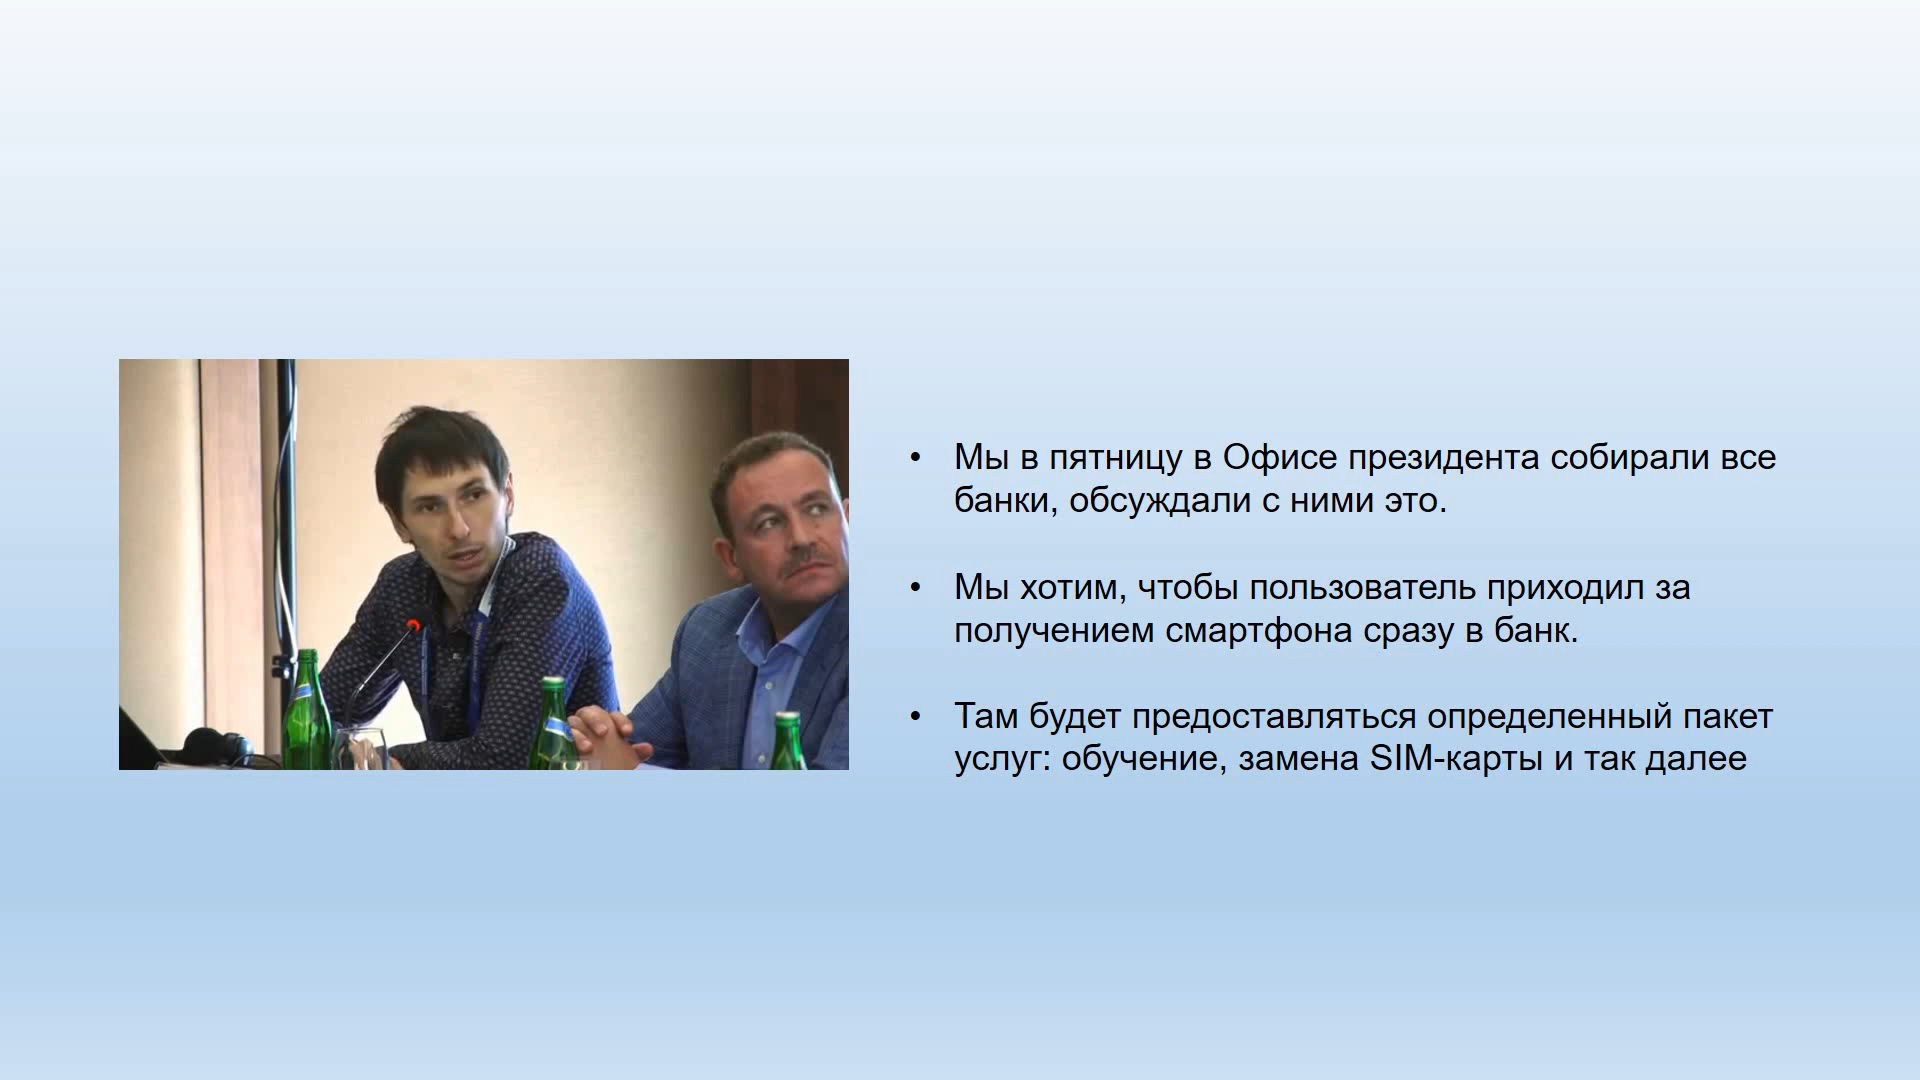 • Мы в пятницу в Офисе президента собирали все
банки, обсуждали с ними это.
• Мы хотим, чтобы пользователь приходил за
получением смартфона сразу в банк.
• Там будет предоставляться определенный пакет
услуг: обучение, замена SIM-карты и так далее